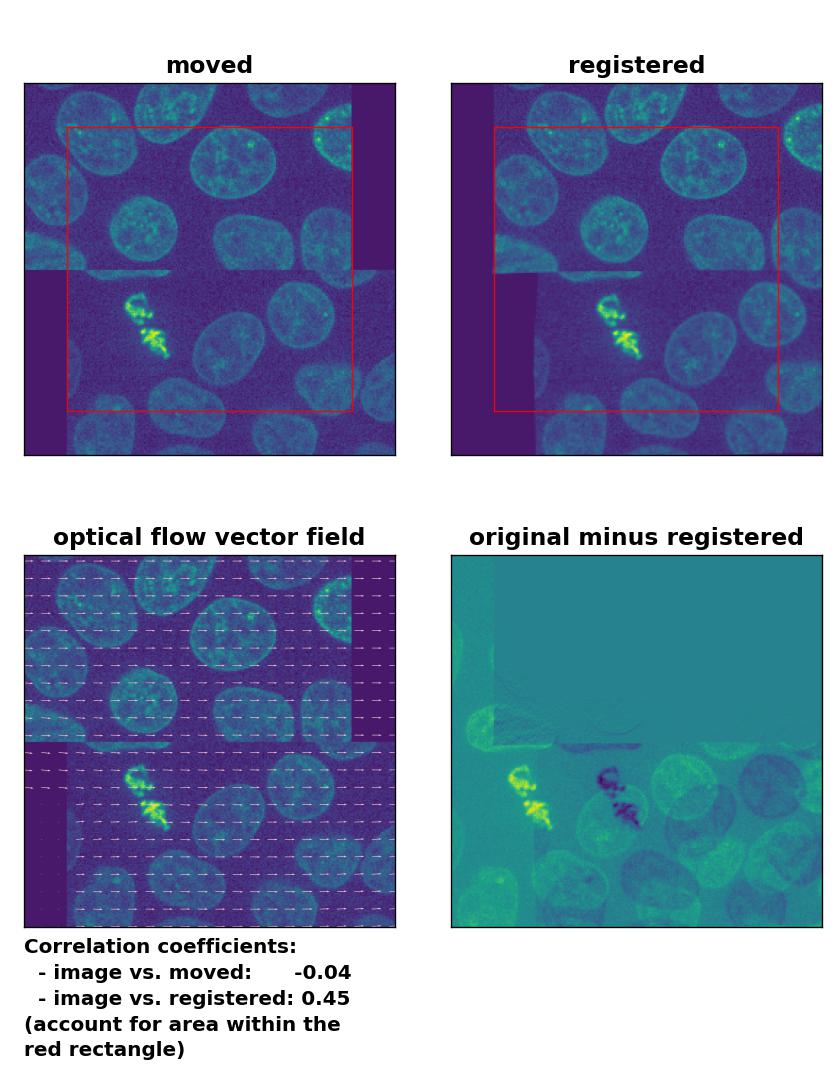 moved
registered
optical flow vector field
original minus registered
Correlation coefficients:
- image vs. moved: -0.04
- image vs. registered: 0.45
(account for area within the
red rectangle)